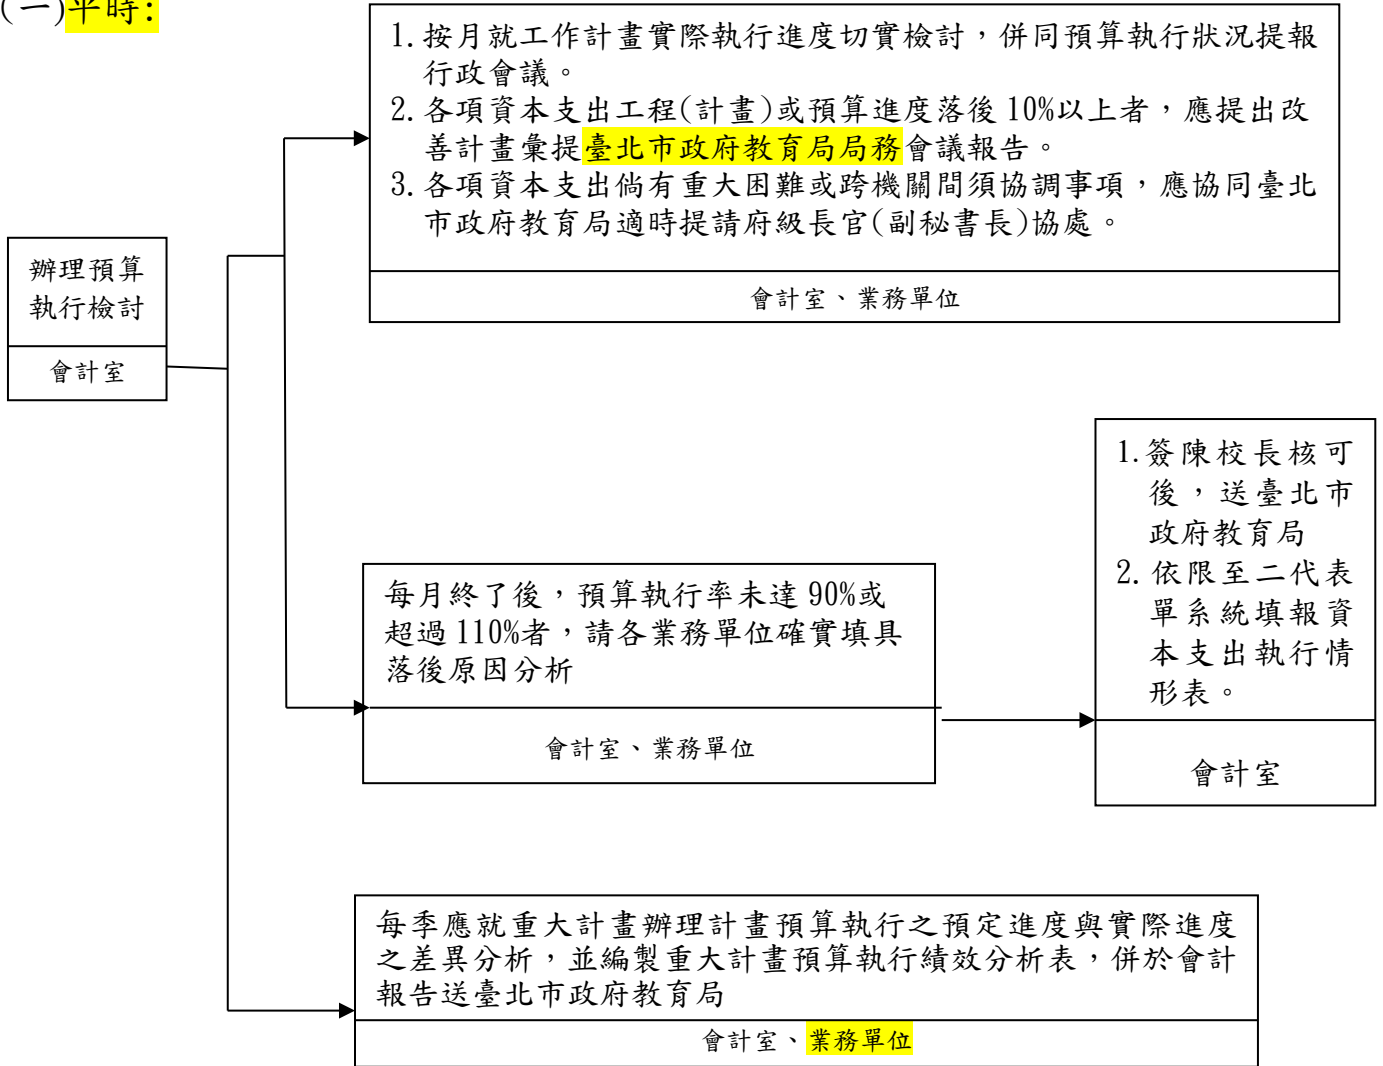 (一)平時:
1.按月就工作計畫實際執行進度切實檢討，併同預算執行狀況提報
行政會議。
2.各項資本支出工程(計畫)或預算進度落後 10%以上者，應提出改
善計畫彙提臺北市政府教育局局務會議報告。
3.各項資本支出倘有重大困難或跨機關間須協調事項，應協同臺北
市政府教育局適時提請府級長官(副秘書長)協處。
會計室、業務單位
辦理預算
執行檢討
會計室
每月終了後，預算執行率未達 90%或
超過 110%者，請各業務單位確實填具
落後原因分析
會計室、業務單位
1.簽陳校長核可
後，送臺北市
政府教育局
2.依限至二代表
單系統填報資
本支出執行情
形表。
會計室
每季應就重大計畫辦理計畫預算執行之預定進度與實際進度
之差異分析，並編製重大計畫預算執行績效分析表，併於會計
報告送臺北市政府教育局
會計室、業務單位